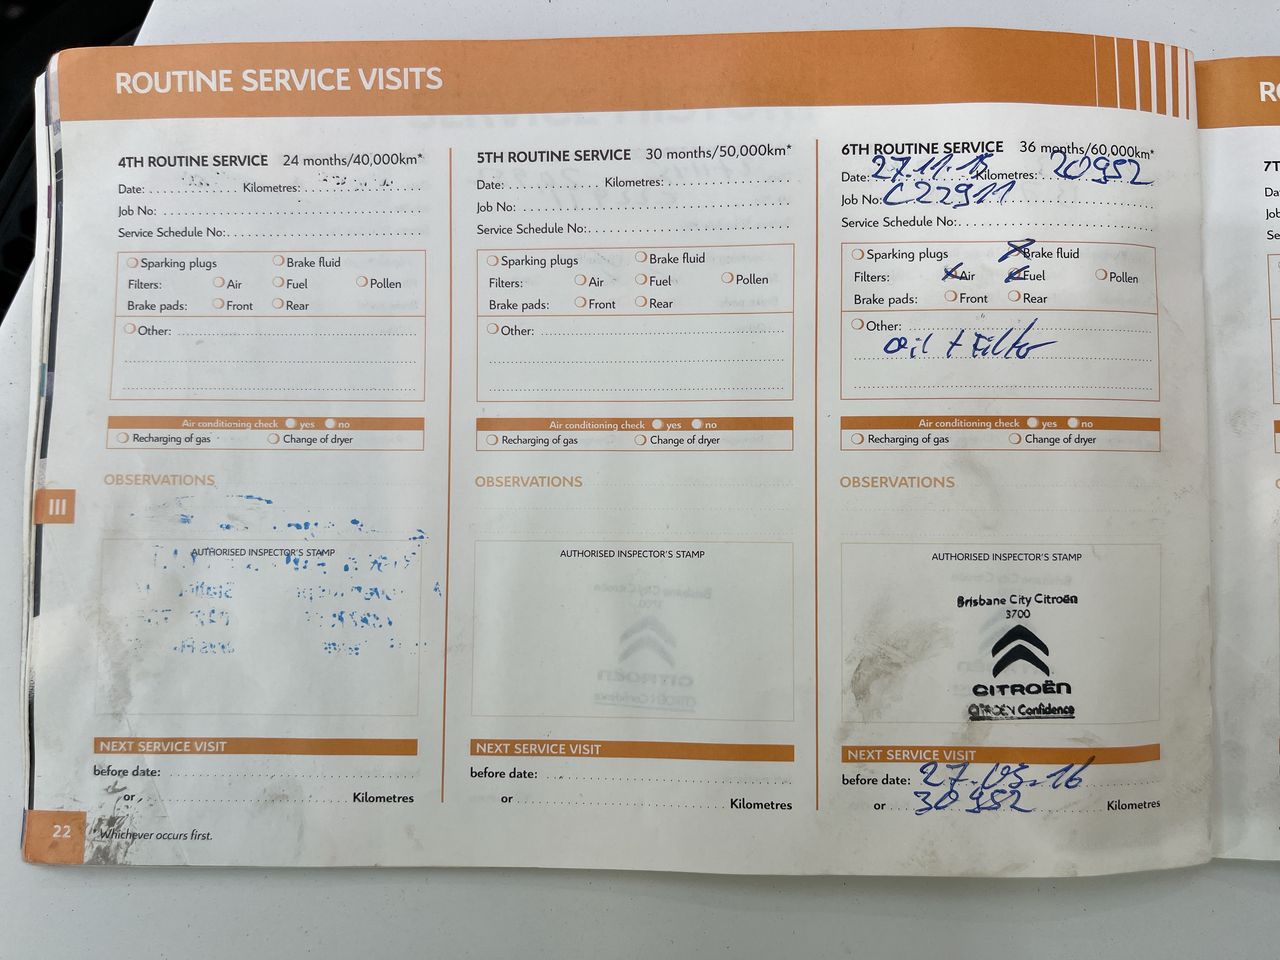 ROUTINE SERVICE VISITS
4TH ROUTINE SERVICE 24 months/40,000km*
Date: Kilometres:
Job No:
Service Schedule No:
Sparking plugs Brake fluid
Filters: Air Fuel Pollen
Brake pads: Front Rear
Other:
Air conditioning check yes no
Recharging of gas Change of dryer
OBSERVATIONS
AUTHORISED INSPECTOR'S STAMP
NEXT SERVICE VISIT
before date:
or Kilometres
5TH ROUTINE SERVICE 30 months/50,000km*
Date: Kilometres:
Job No:
Service Schedule No:
Sparking plugs Brake fluid
Filters: Air Fuel Pollen
Brake pads: Front Rear
Other:
Air conditioning check yes no
Recharging of gas Change of dryer
OBSERVATIONS
AUTHORISED INSPECTOR'S STAMP
NEXT SERVICE VISIT
before date:
or Kilometres
6TH ROUTINE SERVICE 36 months/60,000km*
Date: 27.11.15 Kilometres: 20952
Job No: C22911
Service Schedule No:
Sparking plugs Brake fluid
Filters: Air Fuel Pollen
Brake pads: Front Rear
Other:
oil + Filter
Air conditioning check yes no
Recharging of gas Change of dryer
OBSERVATIONS
AUTHORISED INSPECTOR'S STAMP
Brisbane City Citroën
3700
CITROËN
CITROËN Confidence
NEXT SERVICE VISIT
before date: 27.05.16
or 30952 Kilometres
III
22
*Whichever occurs first.